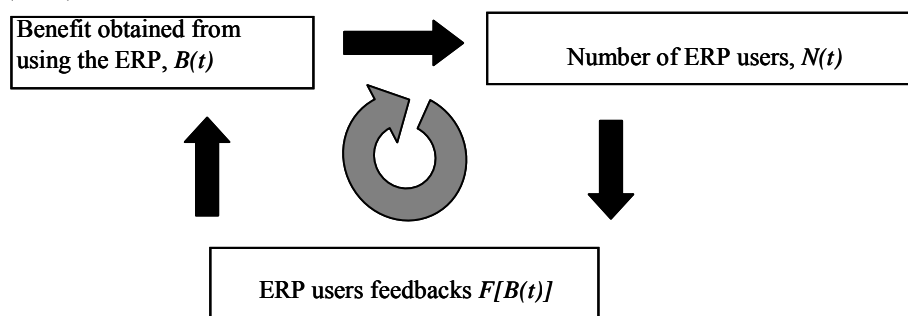 Benefit obtained from
using the ERP, B(t)
Number of ERP users, N(t)
ERP users feedbacks F[B(t)]